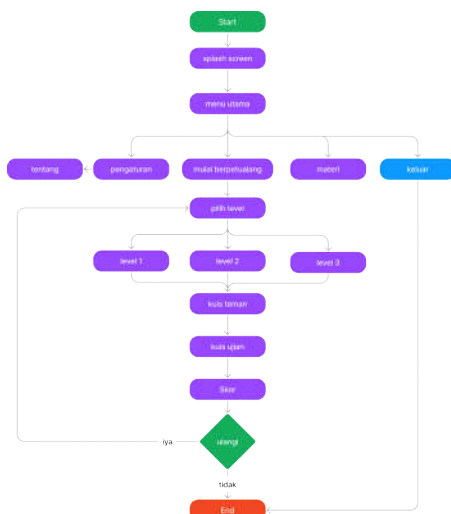 Start
splash screen
menu utama
tentang
pengaturan
mulai berpetualang
materi
keluar
pilih level
level 1
level 2
level 3
kuis teman
kuis ujian
Skor
ulangi
iya
tidak
End